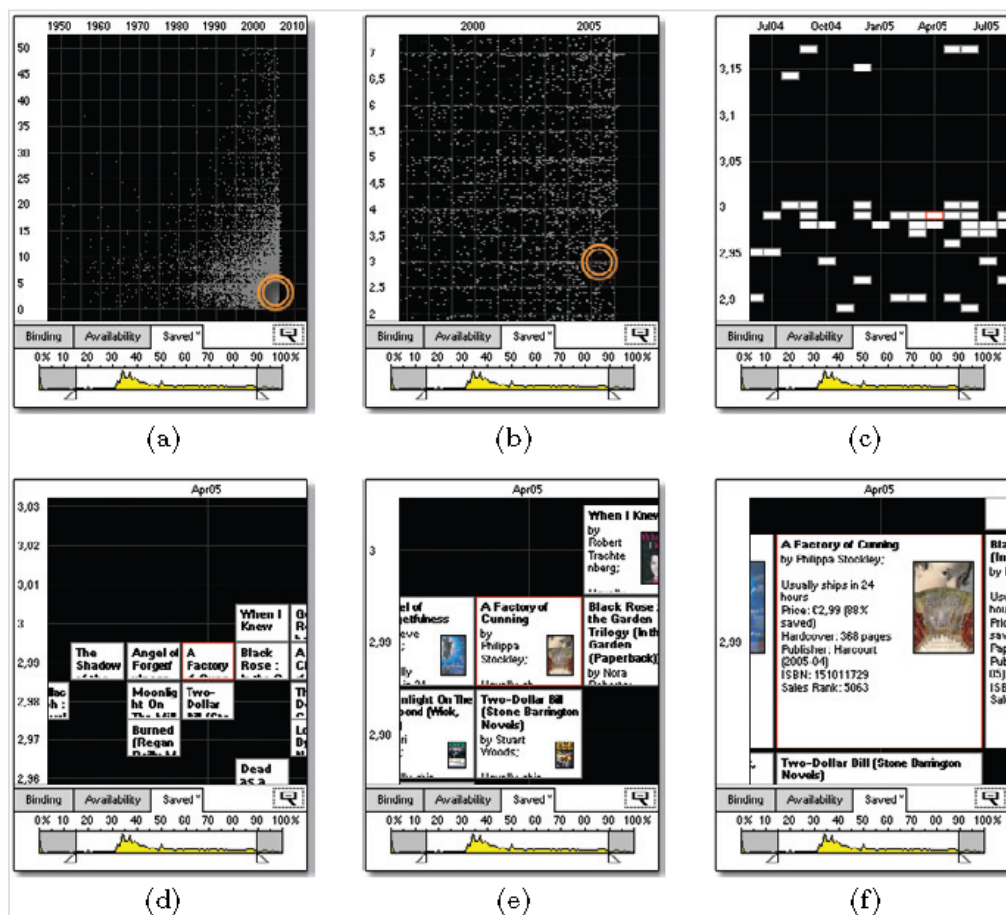 1950 1960 1970 1980 1990 2000 2010
50
45
40
35
30
25
20
15
10
5
0
Binding Availability Saved
0% 10 20 30 40 50 60 70 80 90 100%
(a)
2000 2005
7
6,5
6
5,5
5
4,5
4
3,5
3
2,5
2
Binding Availability Saved
0% 10 20 30 40 50 60 70 80 90 100%
(b)
Jul04 Oct04 Jan05 Apr05 Jul05
3,15
3,1
3,05
3
2,95
2,9
Binding Availability Saved
0% 10 20 30 40 50 60 70 80 90 100%
(c)
Apr05
3,03
3,02
3,01
3
2,99
2,98
2,97
2,96
When I
Knew
The
Shadow
Angel of
Forgetf
A
Factory
Black
Rose :
Moonlig
ht On
Two-
Dollar
Burned
(Regan
Dead
as a
Binding Availability Saved
0% 10 20 30 40 50 60 70 80 90 100%
(d)
Apr05
3
2,99
2,98
When I Knew
by
Robert
Trachte
nberg;
el of
getfulness
A Factory of
Cunning
by
Philippa
Stockley;
Black Rose :
the Garden
Trilogy (In the
Garden
(Paperback))
by Nora
nlight On The
Two-Dollar Bill
(Stone Barrington
Novels)
by Stuart
Woods;
Binding Availability Saved
0% 10 20 30 40 50 60 70 80 90 100%
(e)
Apr05
2,99
A Factory of Cunning
by Philippa Stockley;
Usually ships in 24
hours
Price: €2,99 (88%
saved)
Hardcover: 368 pages
Publisher: Harcourt
(2005-04)
ISBN: 151011729
Sales Rank: 5063
Two-Dollar Bill (Stone Barrington
Novels)
Binding Availability Saved
0% 10 20 30 40 50 60 70 80 90 100%
(f)